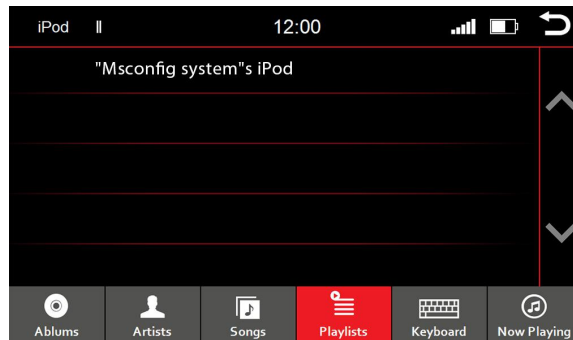 iPod 12:00
"Msconfig system"s iPod
Ablums Artists Songs Playlists Keyboard Now Playing